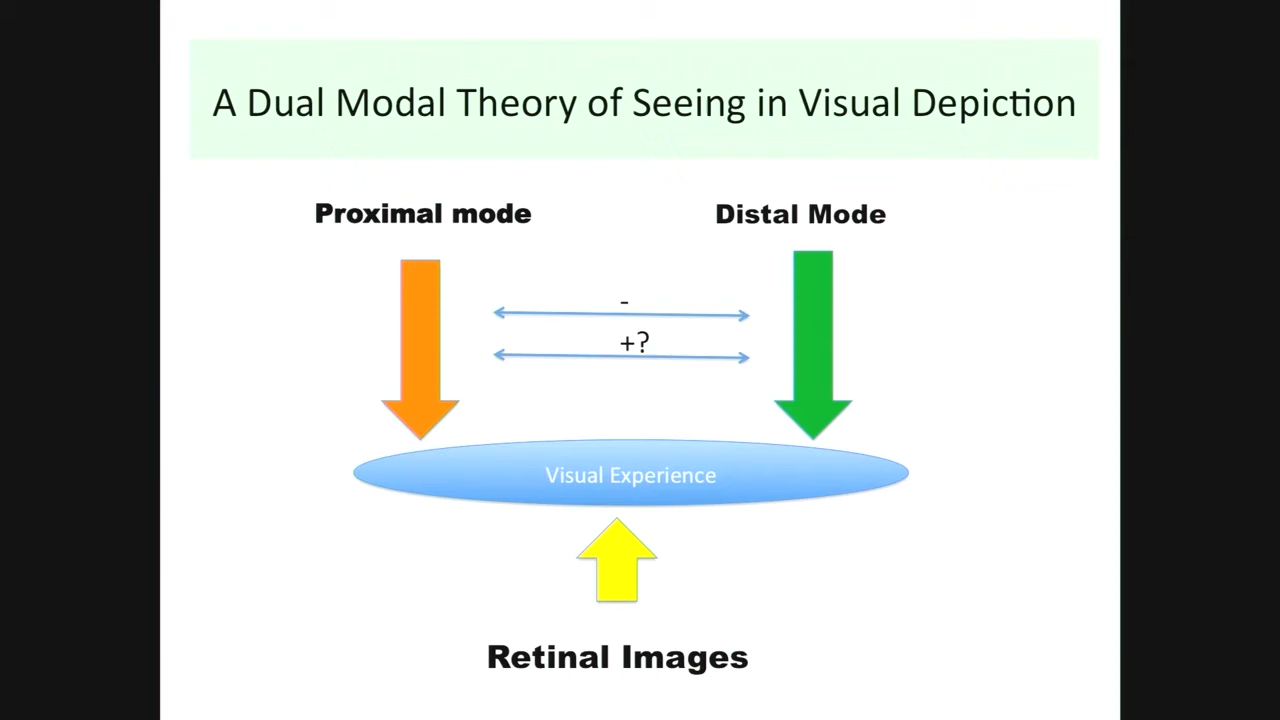 A Dual Modal Theory of Seeing in Visual Depiction
Proximal mode
Distal Mode
-
+?
Visual Experience
Retinal Images